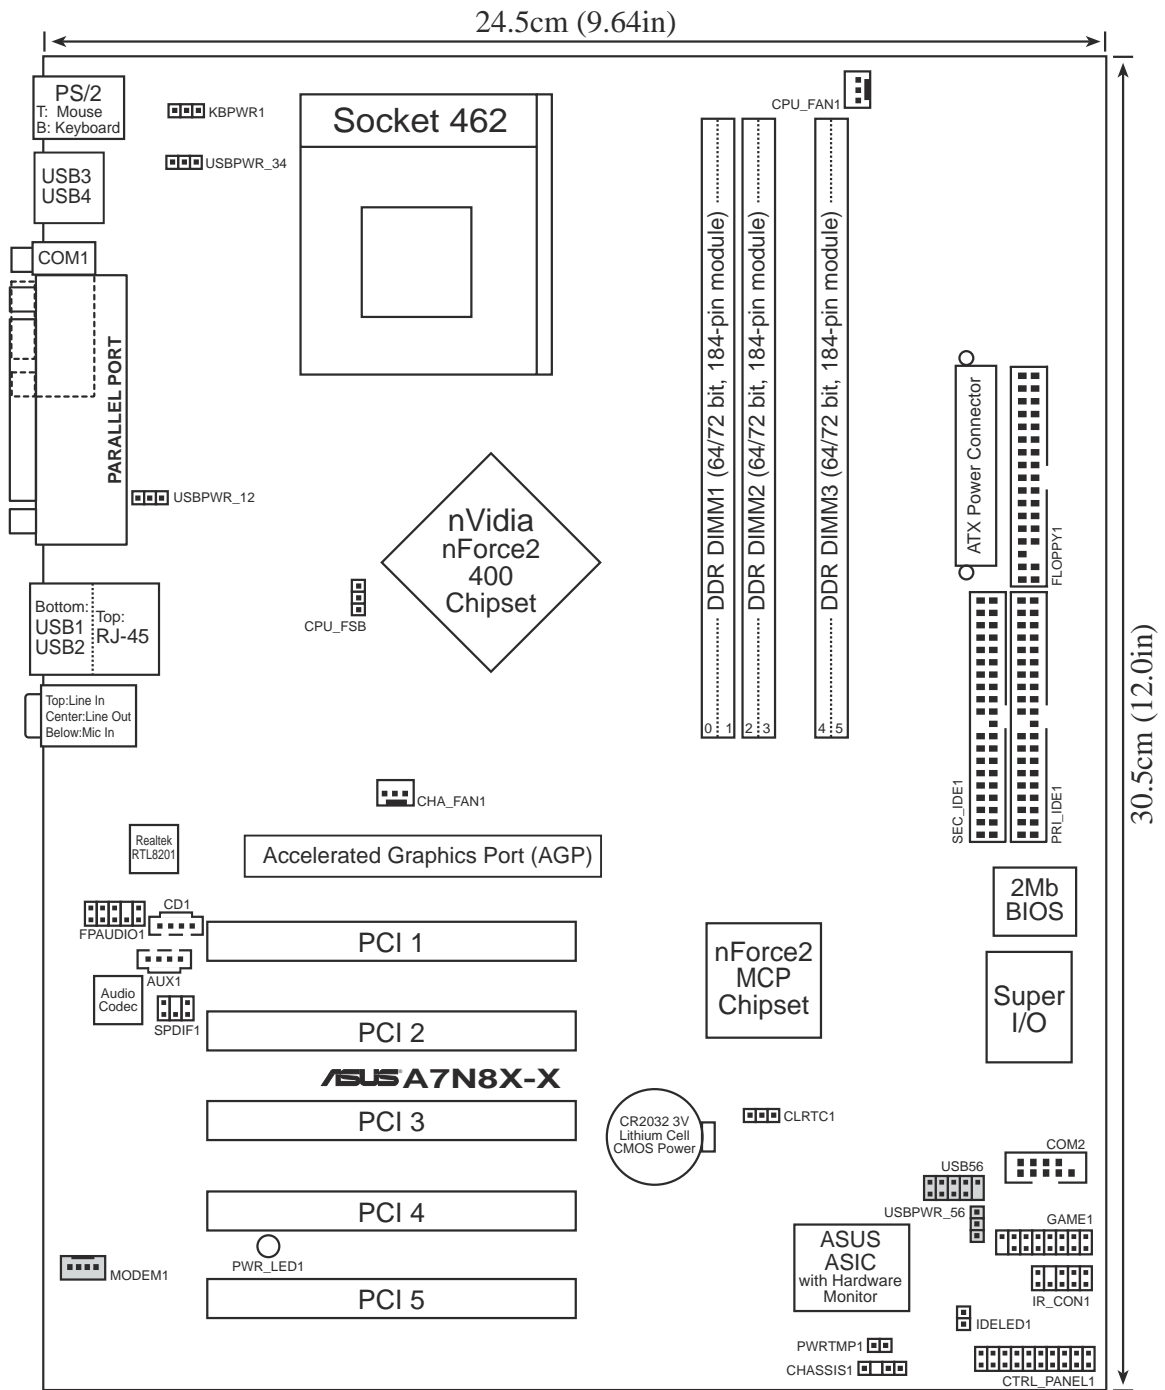 24.5cm (9.64in)
PS/2
T: Mouse
B: Keyboard
KBPWR1
Socket 462
CPU_FAN1
USBPWR_34
USB3
USB4
COM1
PARALLEL PORT
DDR DIMM1 (64/72 bit, 184-pin module)
DDR DIMM2 (64/72 bit, 184-pin module)
DDR DIMM3 (64/72 bit, 184-pin module)
ATX Power Connector
FLOPPY1
USBPWR_12
nVidia
nForce2
400
Chipset
CPU_FSB
Bottom:
USB1
USB2
Top:
RJ-45
Top:Line In
Center:Line Out
Below:Mic In
0 1
2 3
4 5
30.5cm (12.0in)
SEC_IDE1
PRI_IDE1
CHA_FAN1
Realtek
RTL8201
Accelerated Graphics Port (AGP)
2Mb
BIOS
CD1
FPAUDIO1
PCI 1
AUX1
nForce2
MCP
Chipset
Audio
Codec
SPDIF1
Super
I/O
PCI 2
ASUS A7N8X-X
PCI 3
CR2032 3V
Lithium Cell
CMOS Power
CLRTC1
COM2
USB56
PCI 4
USBPWR_56
GAME1
PWR_LED1
MODEM1
ASUS
ASIC
with Hardware
Monitor
IR_CON1
PCI 5
IDELED1
PWRTMP1
CHASSIS1
CTRL_PANEL1